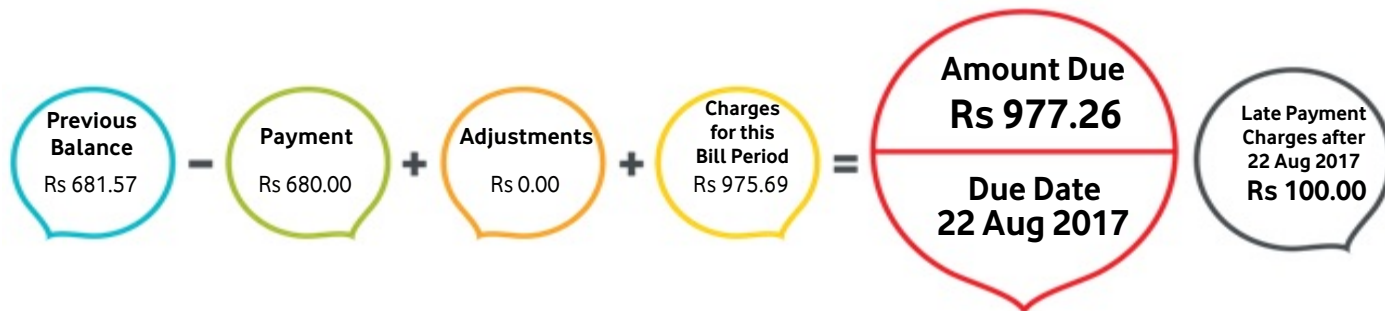 Previous
Balance
Rs 681.57
-
Payment
Rs 680.00
+
Adjustments
Rs 0.00
+
Charges
for this
Bill Period
Rs 975.69
=
Amount Due
Rs 977.26
Due Date
22 Aug 2017
Late Payment
Charges after
22 Aug 2017
Rs 100.00